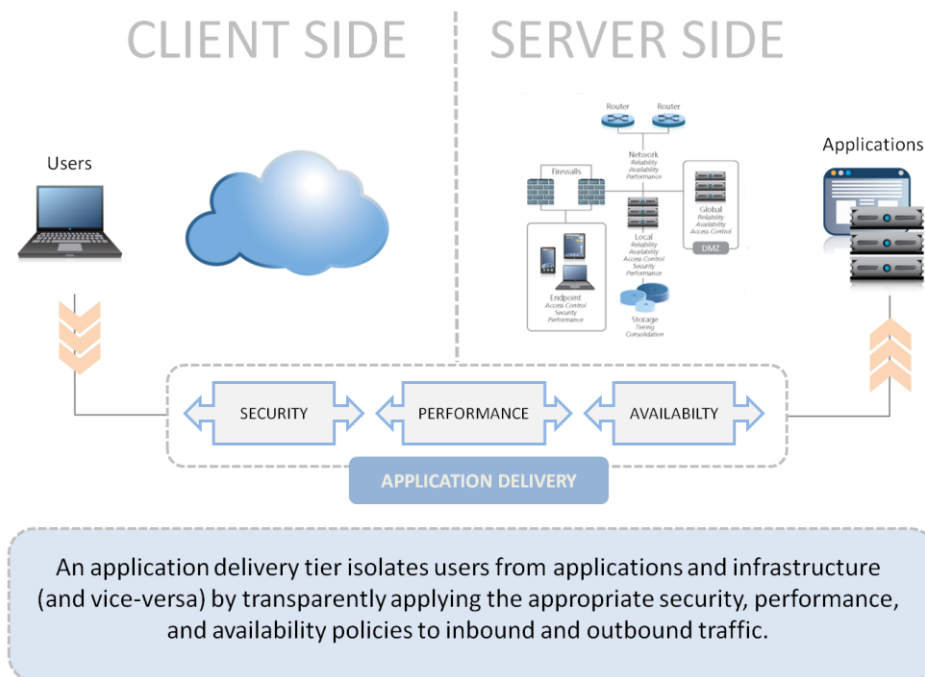 CLIENT SIDE
SERVER SIDE
Users
Router
Router
Network
Reliability
Availability
Performance
Firewalls
Global
Reliability
Availability
Access Control
DMZ
Local
Reliability
Availability
Access Control
Security
Performance
Endpoint
Access Control
Security
Performance
Storage
Tiering
Consolidation
Applications
SECURITY
PERFORMANCE
AVAILABILTY
APPLICATION DELIVERY
An application delivery tier isolates users from applications and infrastructure
(and vice-versa) by transparently applying the appropriate security, performance,
and availability policies to inbound and outbound traffic.